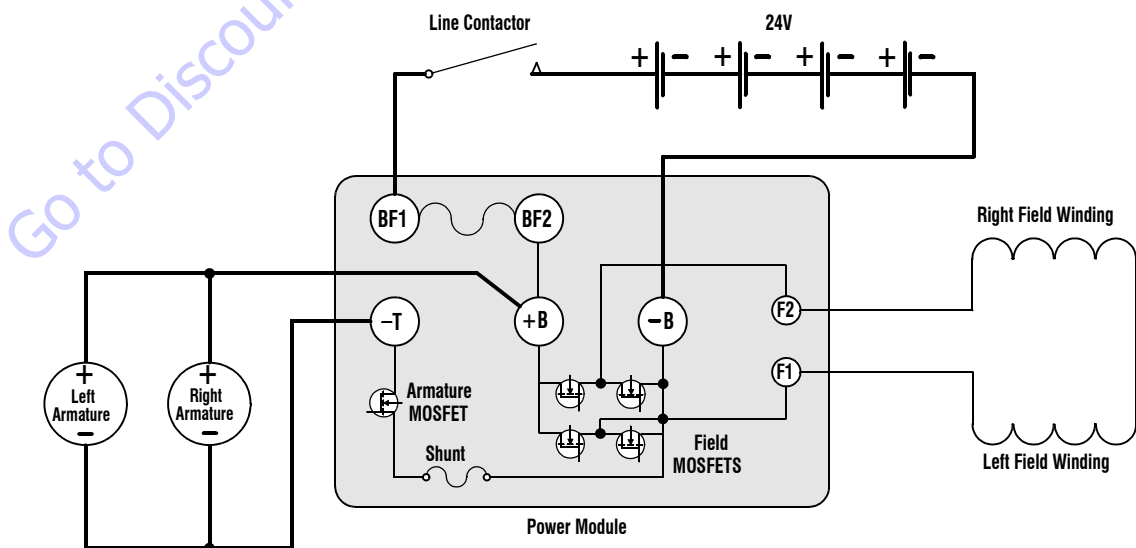 Go to Discoun
Line Contactor
24V
+ − + − + − + −
BF1
BF2
Right Field Winding
−T
+B
−B
F2
F1
+
Left
Armature
−
+
Right
Armature
−
Armature
MOSFET
Shunt
Field
MOSFETS
Left Field Winding
Power Module